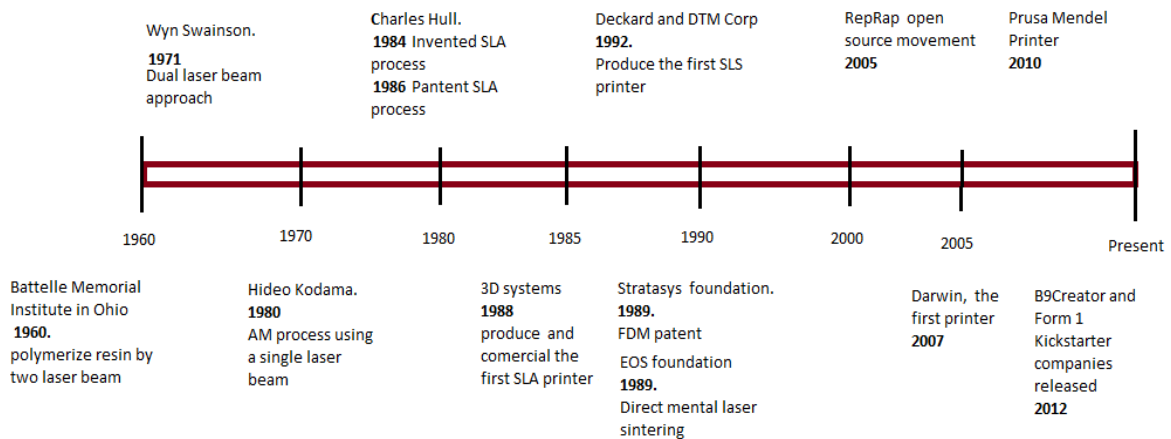 Wyn Swainson.
1971
Dual laser beam
approach
Charles Hull.
1984 Invented SLA
process
1986 Pantent SLA
process
Deckard and DTM Corp
1992.
Produce the first SLS
printer
RepRap open
source movement
2005
Prusa Mendel
Printer
2010
1960
1970
1980
1985
1990
2000
2005
Present
Battelle Memorial
Institute in Ohio
1960.
polymerize resin by
two laser beam
Hideo Kodama.
1980
AM process using
a single laser
beam
3D systems
1988
produce and
comercial the
first SLA printer
Stratasys foundation.
1989.
FDM patent
EOS foundation
1989.
Direct mental laser
sintering
Darwin, the
first printer
2007
B9Creator and
Form 1
Kickstarter
companies
released
2012